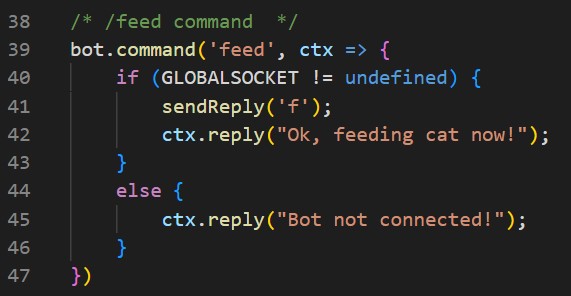 38 /* /feed command  */
39 bot.command('feed', ctx => {
40     if (GLOBALSOCKET != undefined) {
41         sendReply('f');
42         ctx.reply("Ok, feeding cat now!");
43     }
44     else {
45         ctx.reply("Bot not connected!");
46     }
47 })